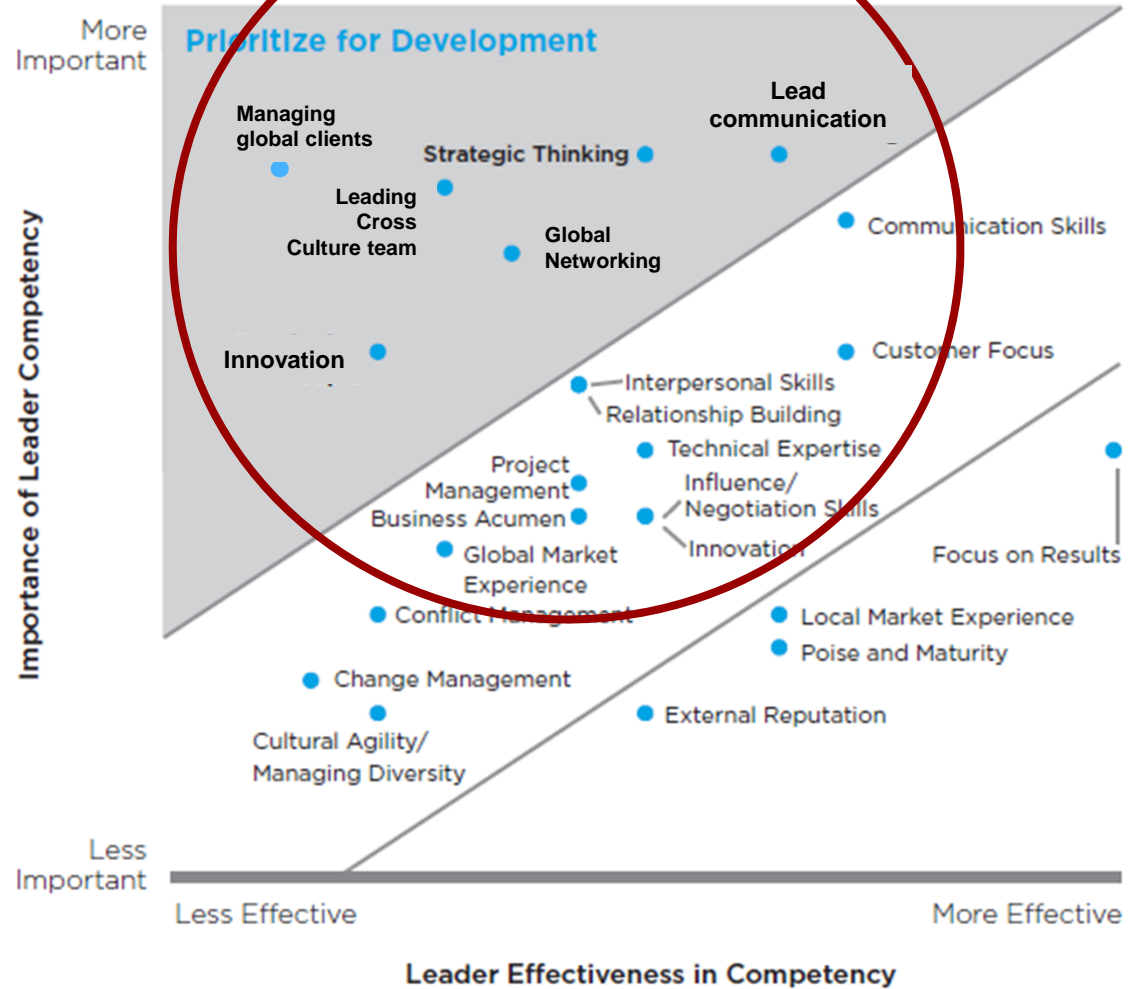 More
Important
Prioritize for Development
Managing
global clients
Lead
communication
Strategic Thinking
Leading
Cross
Culture team
Global
Networking
Communication Skills
Innovation
Customer Focus
Interpersonal Skills
Relationship Building
Technical Expertise
Project
Management
Influence/
Negotiation Skills
Business Acumen
Innovation
Global Market
Experience
Focus on Results
Conflict Management
Local Market Experience
Poise and Maturity
Change Management
External Reputation
Cultural Agility/
Managing Diversity
Importance of Leader Competency
Less
Important
Less Effective
More Effective
Leader Effectiveness in Competency